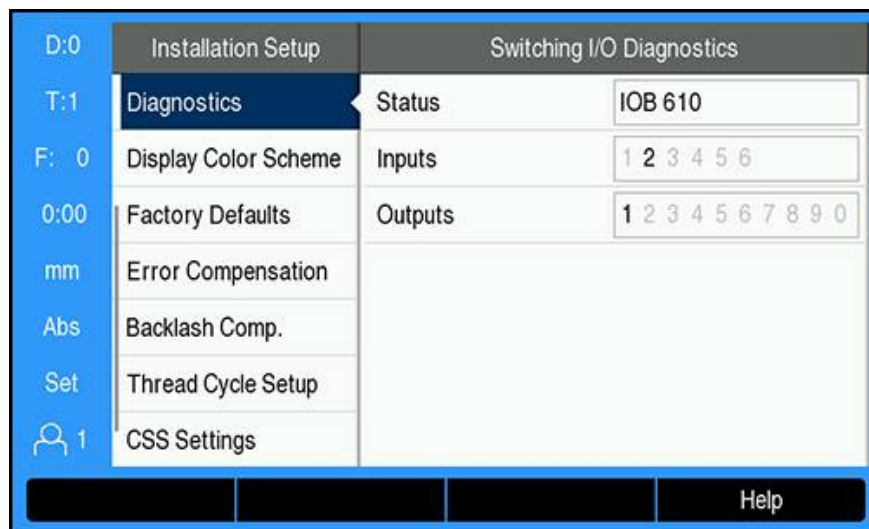 D:0
T:1
F: 0
0:00
mm
Abs
Set
1
Installation Setup
Diagnostics
Display Color Scheme
Factory Defaults
Error Compensation
Backlash Comp.
Thread Cycle Setup
CSS Settings
Switching I/O Diagnostics
Status IOB 610
Inputs 1 2 3 4 5 6
Outputs 1 2 3 4 5 6 7 8 9 0
Help